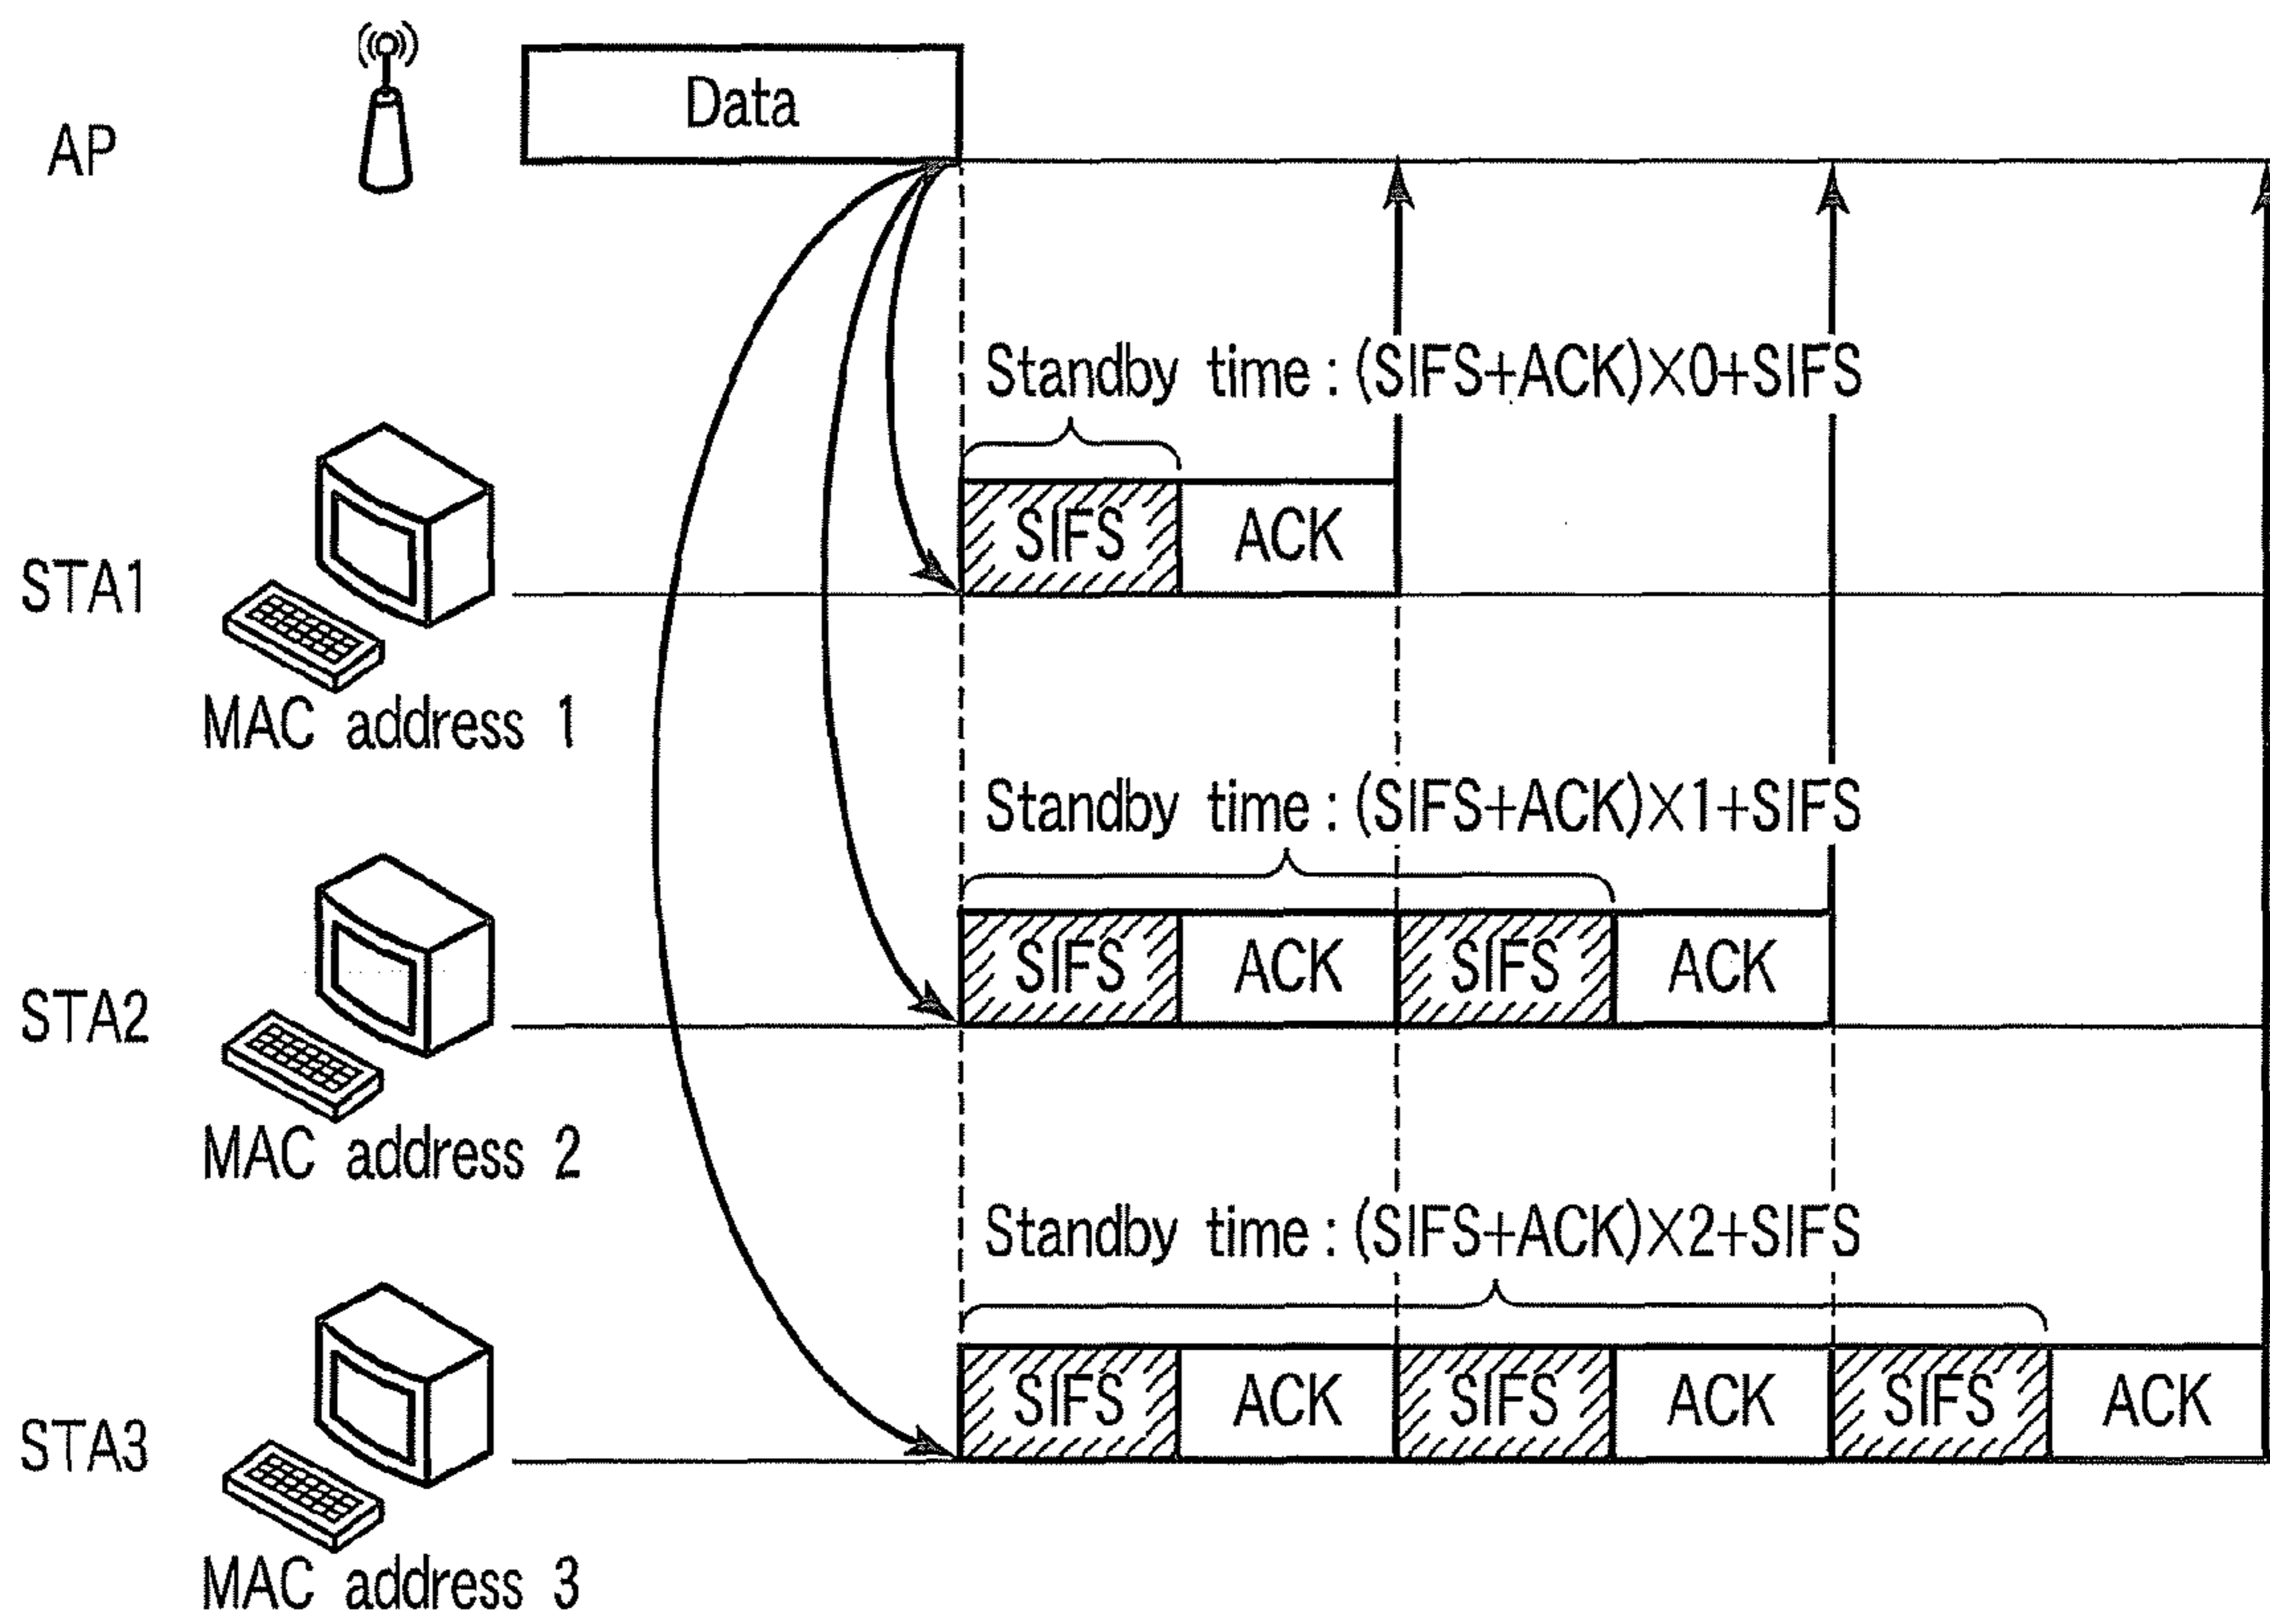 AP
Data
Standby time : (SIFS+ACK)×0+SIFS
SIFS ACK
STA1
MAC address 1
Standby time : (SIFS+ACK)×1+SIFS
SIFS ACK SIFS ACK
STA2
MAC address 2
Standby time : (SIFS+ACK)×2+SIFS
SIFS ACK SIFS ACK SIFS ACK
STA3
MAC address 3